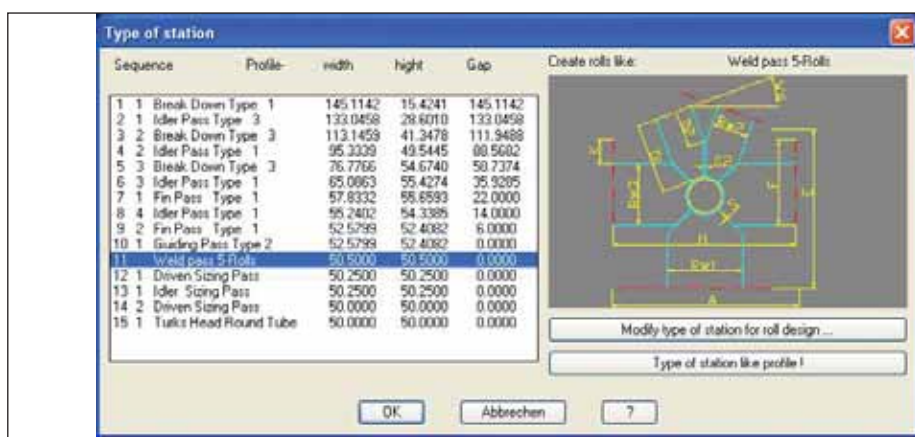 Type of station
Sequence Profile- width hight Gap
1 1 Break Down Type 1 145.1142 15.4241 145.1142
2 1 Idler Pass Type 3 133.0458 28.6010 133.0458
3 2 Break Down Type 3 113.1459 41.3478 111.9488
4 2 Idler Pass Type 1 95.3339 49.5445 88.5682
5 3 Break Down Type 3 76.7766 54.6740 58.7374
6 3 Idler Pass Type 1 65.0863 55.4274 35.9285
7 1 Fin Pass Type 1 57.8332 55.6593 22.0000
8 4 Idler Pass Type 1 55.2402 54.3385 14.0000
9 2 Fin Pass Type 1 52.5799 52.4082 6.0000
10 1 Guiding Pass Type 2 52.5799 52.4082 0.0000
11 Weld pass 5-Rolls 50.5000 50.5000 0.0000
12 1 Driven Sizing Pass 50.2500 50.2500 0.0000
13 1 Idler Sizing Pass 50.2500 50.2500 0.0000
14 2 Driven Sizing Pass 50.0000 50.0000 0.0000
15 1 Turks Head Round Tube 50.0000 50.0000 0.0000
Create rolls like: Weld pass 5-Rolls
Rw2
Rw1
A
Modify type of station for roll design ...
Type of station like profile !
OK Abbrechen ?